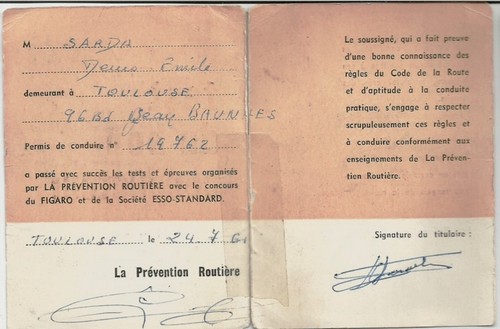 M SARDA
Denis Emile
demeurant à TOULOUSE
96 Bd Jean BRUNHES
Permis de conduire n° 19762
a passé avec succès les tests et épreuves organisés
par LA PRÉVENTION ROUTIÈRE avec le concours
du FIGARO et de la Société ESSO-STANDARD.
TOULOUSE le 24 7 6
La Prévention Routière
Le soussigné, qui a fait preuve
d'une bonne connaissance des
règles du Code de la Route
et d'aptitude à la conduite
pratique, s'engage à respecter
scrupuleusement ces règles et
à conduire conformément aux
enseignements de La Préven-
tion Routière.
Signature du titulaire :